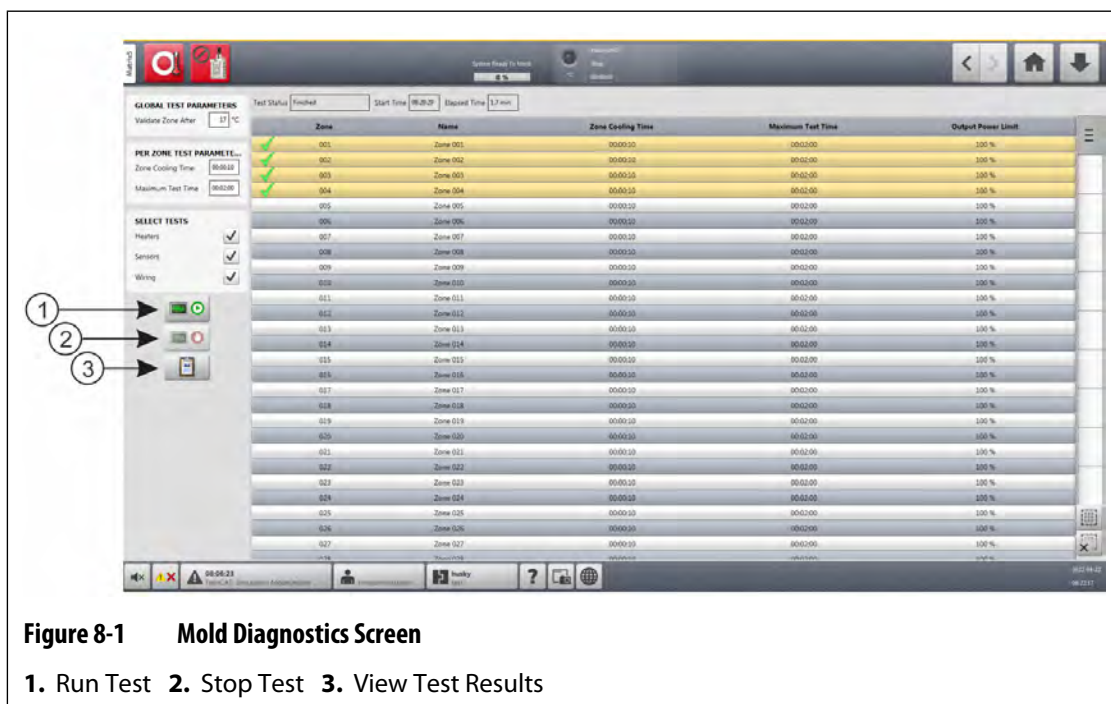 Matrix5
System Ready To Mold
0 %
GLOBAL TEST PARAMETERS
Validate Zone After 17 °C
PER ZONE TEST PARAMETE...
Zone Cooling Time 00:00:10
Maximum Test Time 00:02:00
SELECT TESTS
Heaters
Sensors
Wiring
Test Status Finished Start Time Elapsed Time 1.7 min
Zone Name Zone Cooling Time Maximum Test Time Output Power Limit
001 Zone 001 00:00:10 00:02:00 100 %
002 Zone 002 00:00:10 00:02:00 100 %
003 Zone 003 00:00:10 00:02:00 100 %
004 Zone 004 00:00:10 00:02:00 100 %
005 Zone 005 00:00:10 00:02:00 100 %
006 Zone 006 00:00:10 00:02:00 100 %
007 Zone 007 00:00:10 00:02:00 100 %
008 Zone 008 00:00:10 00:02:00 100 %
009 Zone 009 00:00:10 00:02:00 100 %
010 Zone 010 00:00:10 00:02:00 100 %
011 Zone 011 00:00:10 00:02:00 100 %
012 Zone 012 00:00:10 00:02:00 100 %
013 Zone 013 00:00:10 00:02:00 100 %
014 Zone 014 00:00:10 00:02:00 100 %
015 Zone 015 00:00:10 00:02:00 100 %
016 Zone 016 00:00:10 00:02:00 100 %
017 Zone 017 00:00:10 00:02:00 100 %
018 Zone 018 00:00:10 00:02:00 100 %
019 Zone 019 00:00:10 00:02:00 100 %
020 Zone 020 00:00:10 00:02:00 100 %
021 Zone 021 00:00:10 00:02:00 100 %
022 Zone 022 00:00:10 00:02:00 100 %
023 Zone 023 00:00:10 00:02:00 100 %
024 Zone 024 00:00:10 00:02:00 100 %
025 Zone 025 00:00:10 00:02:00 100 %
026 Zone 026 00:00:10 00:02:00 100 %
027 Zone 027 00:00:10 00:02:00 100 %
1
2
3
husky
?
Figure 8-1 Mold Diagnostics Screen
1. Run Test 2. Stop Test 3. View Test Results